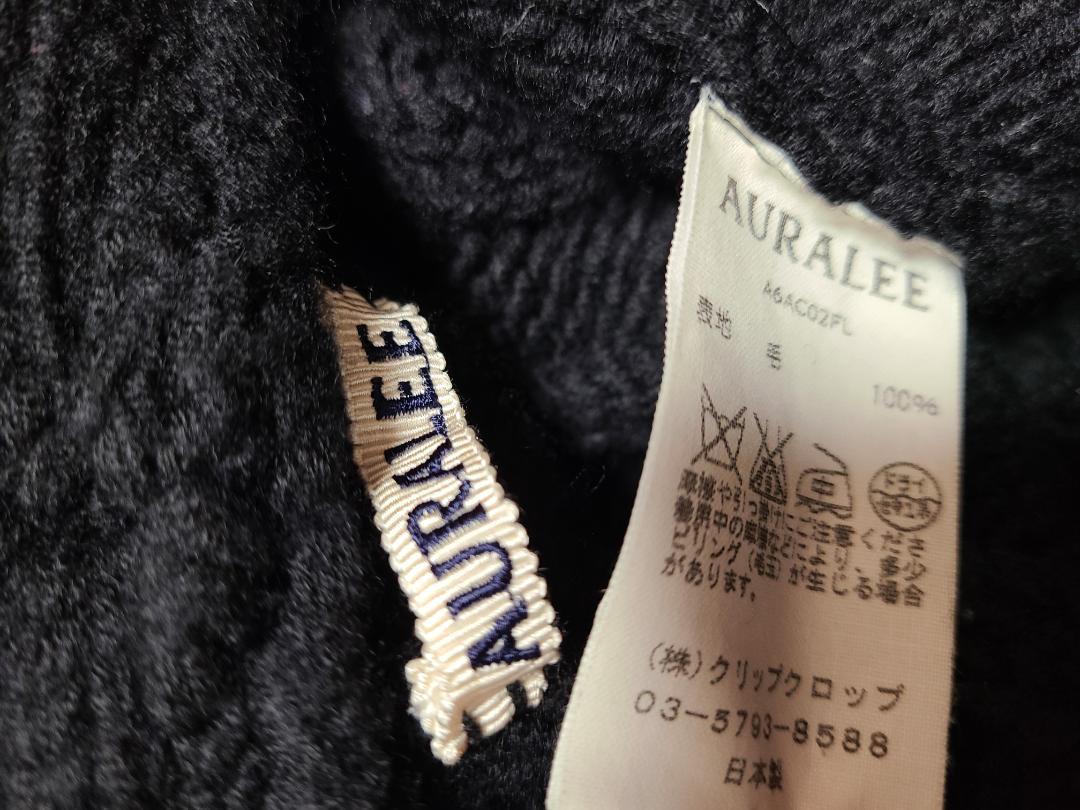 AURALEE
AURALEE
A6AC02FL
表地
毛
100%
ドライ
摩擦や引っ掛けにご注意ください
着用中の摩擦などにより、多少
ピリング(毛玉)が生じる場合
があります。
(株)クリップクロップ
03-5793-8588
日本製